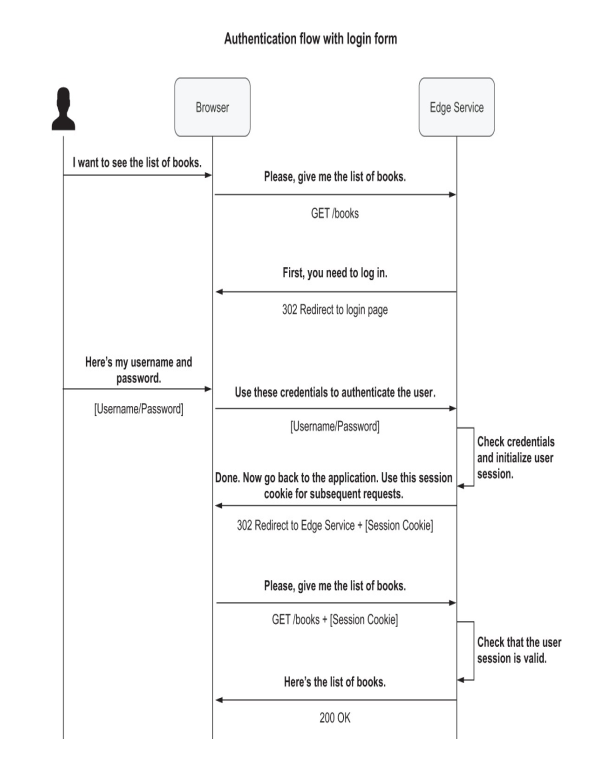 Authentication flow with login form
Browser
Edge Service
I want to see the list of books.
Please, give me the list of books.
GET /books
First, you need to log in.
302 Redirect to login page
Here's my username and
password.
[Username/Password]
Use these credentials to authenticate the user.
[Username/Password]
Check credentials
and initialize user
session.
Done. Now go back to the application. Use this session
cookie for subsequent requests.
302 Redirect to Edge Service + [Session Cookie]
Please, give me the list of books.
GET /books + [Session Cookie]
Check that the user
session is valid.
Here's the list of books.
200 OK